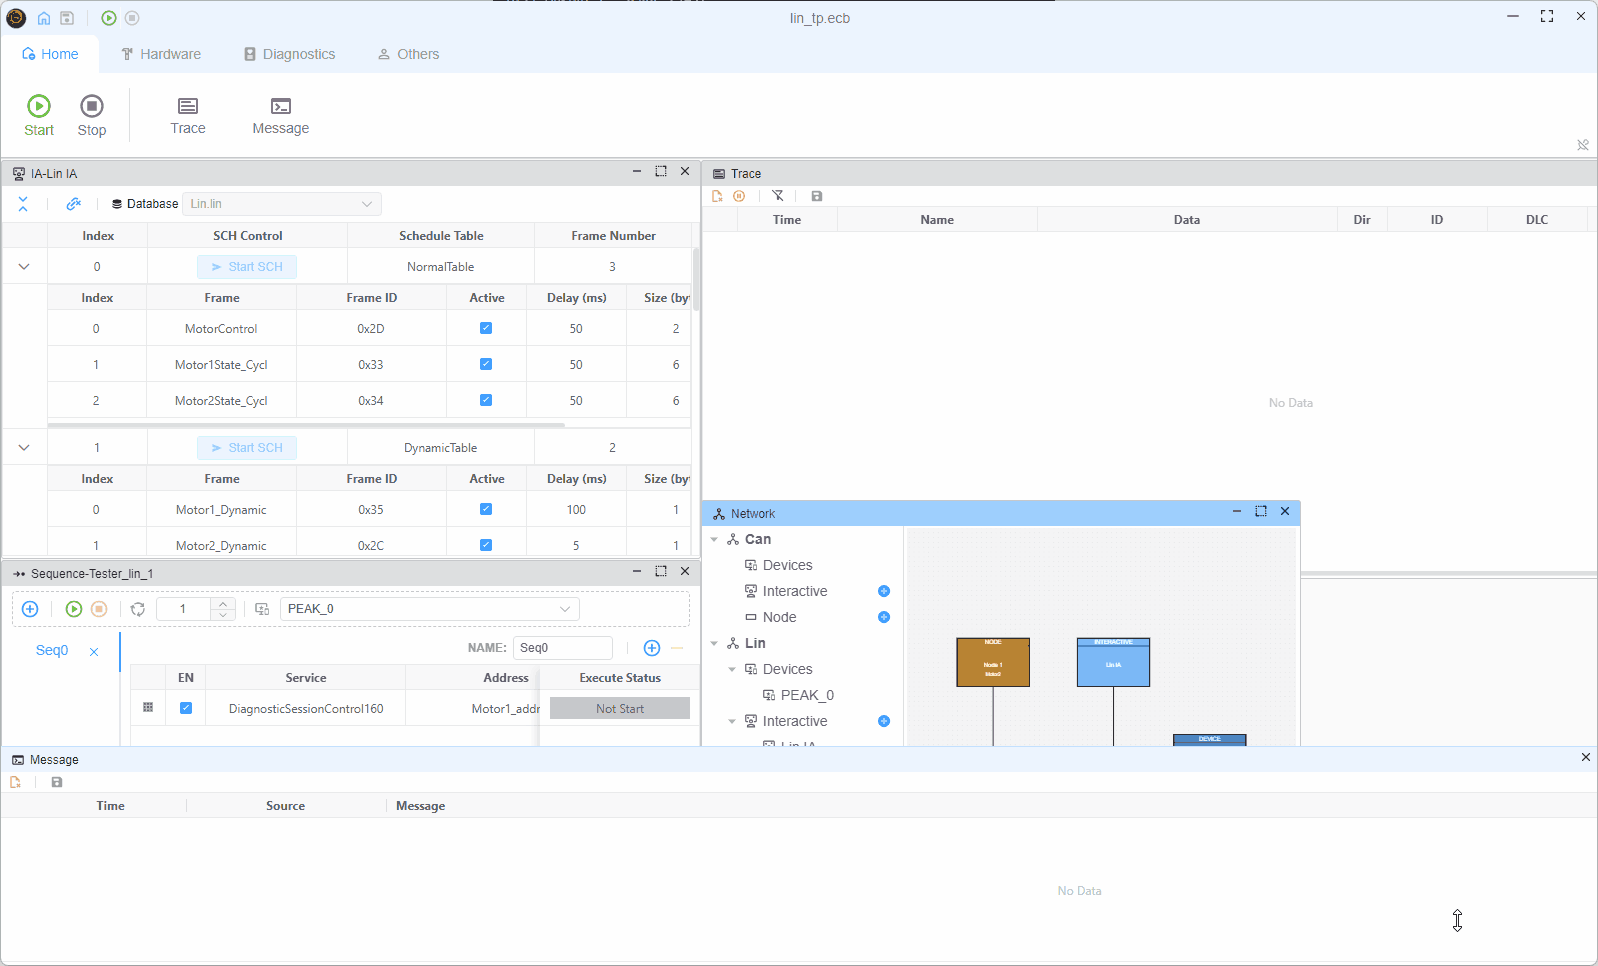 lin_tp.ecb
Home Hardware Diagnostics Others
Start Stop Trace Message
IA-Lin IA
Database Lin.lin
Index SCH Control Schedule Table Frame Number
0 Start SCH NormalTable 3
Index Frame Frame ID Active Delay (ms) Size (by
0 MotorControl 0x2D 50 2
1 Motor1State_Cycl 0x33 50 6
2 Motor2State_Cycl 0x34 50 6
1 Start SCH DynamicTable 2
Index Frame Frame ID Active Delay (ms) Size (by
0 Motor1_Dynamic 0x35 100 1
1 Motor2_Dynamic 0x2C 5 1
Trace
Time Name Data Dir ID DLC
No Data
Sequence-Tester_lin_1
1 PEAK_0
Seq0
NAME: Seq0
EN Service Address Execute Status
DiagnosticSessionControl160 Motor1_addr Not Start
Network
Can
Devices
Interactive
Node
Lin
Devices
PEAK_0
Interactive
Lin IA
NODE
Node 1
Motor2
INTERACTIVE
Lin IA
DEVICE
Message
Time Source Message
No Data